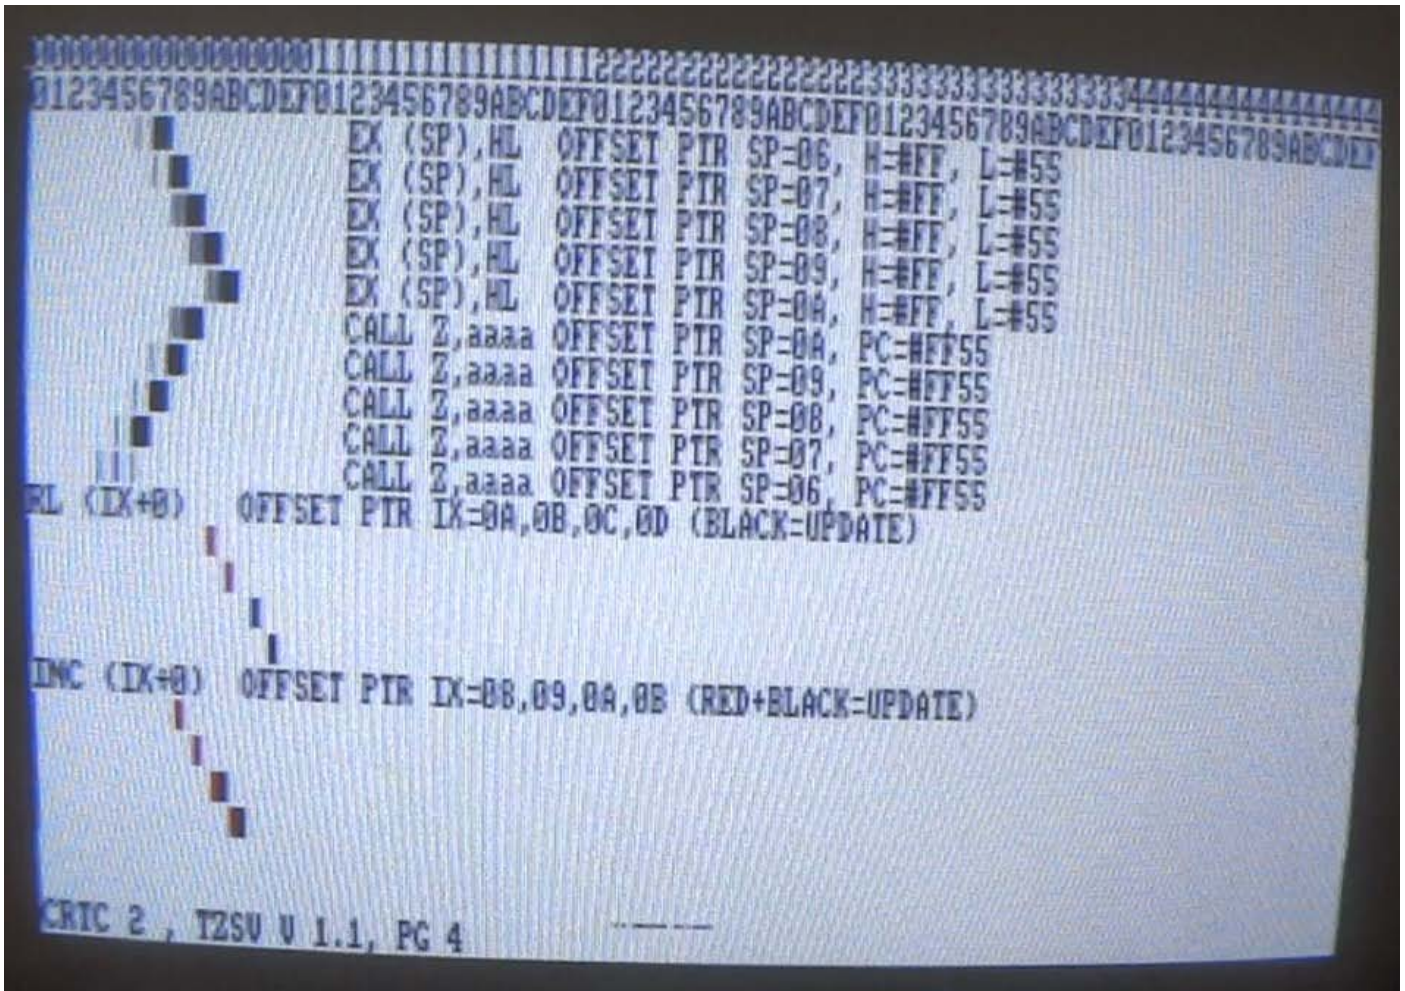 00000000000000001111111111111111222222222222222233333333333333334444444444444444
0123456789ABCDEF0123456789ABCDEF0123456789ABCDEF0123456789ABCDEF0123456789ABCDEF
EX (SP),HL OFFSET PTR SP=06, H=#FF, L=#55
EX (SP),HL OFFSET PTR SP=07, H=#FF, L=#55
EX (SP),HL OFFSET PTR SP=08, H=#FF, L=#55
EX (SP),HL OFFSET PTR SP=09, H=#FF, L=#55
EX (SP),HL OFFSET PTR SP=0A, H=#FF, L=#55
CALL Z,aaaa OFFSET PTR SP=0A, PC=#FF55
CALL Z,aaaa OFFSET PTR SP=09, PC=#FF55
CALL Z,aaaa OFFSET PTR SP=08, PC=#FF55
CALL Z,aaaa OFFSET PTR SP=07, PC=#FF55
CALL Z,aaaa OFFSET PTR SP=06, PC=#FF55
RL (IX+0) OFFSET PTR IX=0A,0B,0C,0D (BLACK=UPDATE)
INC (IX+0) OFFSET PTR IX=08,09,0A,0B (RED+BLACK=UPDATE)
CRTC 2 , TZSV V 1.1, PG 4